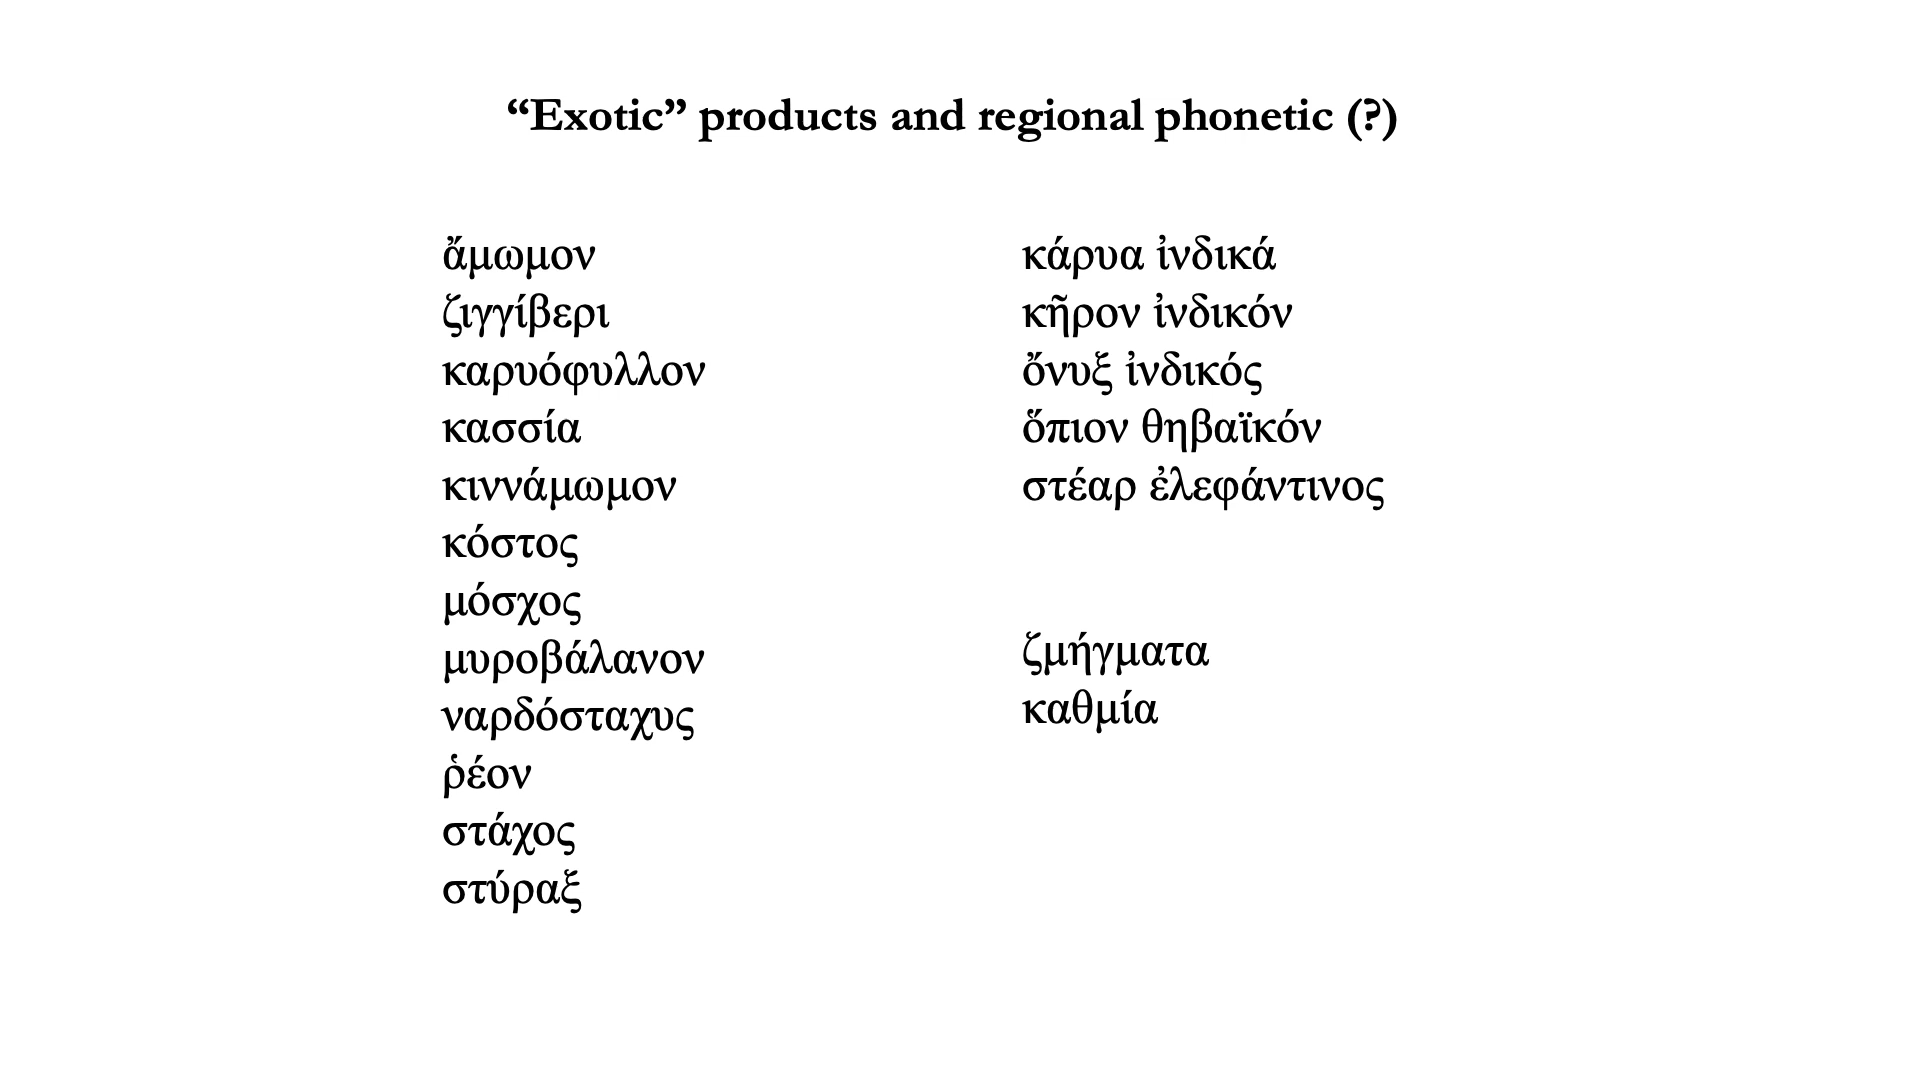 “Exotic” products and regional phonetic (?)
ἄμωμον
ζιγγίβερι
καρυόφυλλον
κασσία
κιννάμωμον
κόστος
μόσχος
μυροβάλανον
ναρδόσταχυς
ῥέον
στάχος
στύραξ
κάρυα ἰνδικά
κῆρον ἰνδικόν
ὄνυξ ἰνδικός
ὅπιον θηβαϊκόν
στέαρ ἐλεφάντινος
ζμήγματα
καθμία